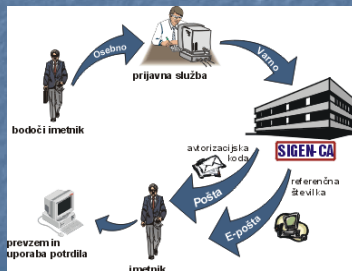 Osebno
Varno
prijavna služba
bodoči imetnik
SIGEN-CA
avtorizacijska
koda
referenčna
številka
Pošta
E-pošta
prevzem in
uporaba potrdila
imetnik